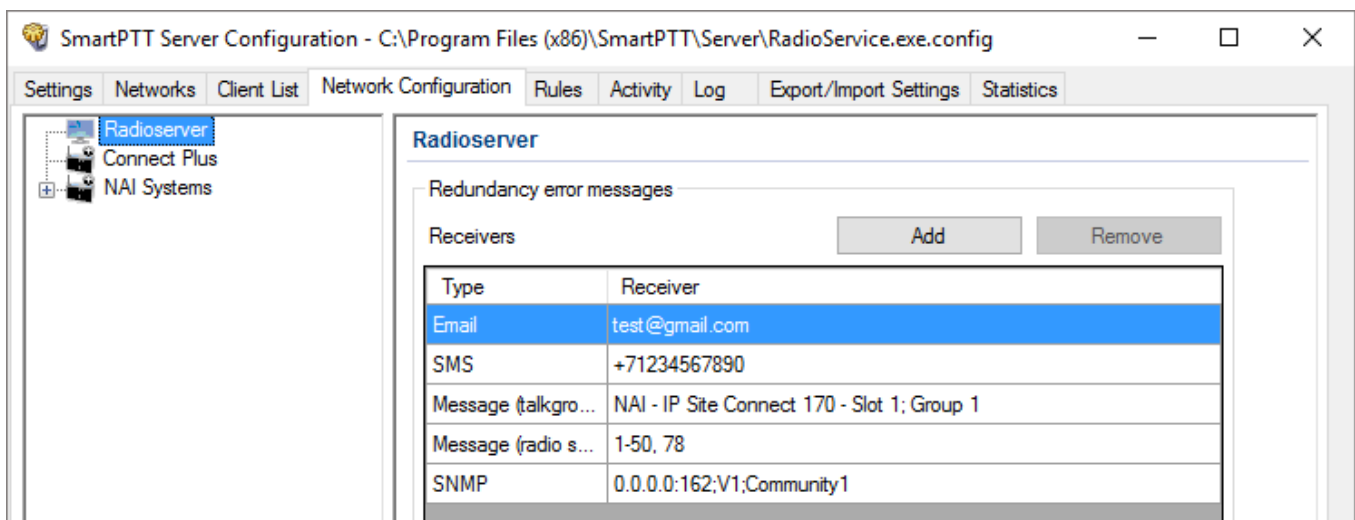 SmartPTT Server Configuration - C:\Program Files (x86)\SmartPTT\Server\RadioService.exe.config
Settings Networks Client List Network Configuration Rules Activity Log Export/Import Settings Statistics
Radioserver
Connect Plus
NAI Systems
Radioserver
Redundancy error messages
Receivers Add Remove
Type Receiver
Email test@gmail.com
SMS +71234567890
Message (talkgro... NAI - IP Site Connect 170 - Slot 1; Group 1
Message (radio s... 1-50, 78
SNMP 0.0.0.0:162;V1;Community1